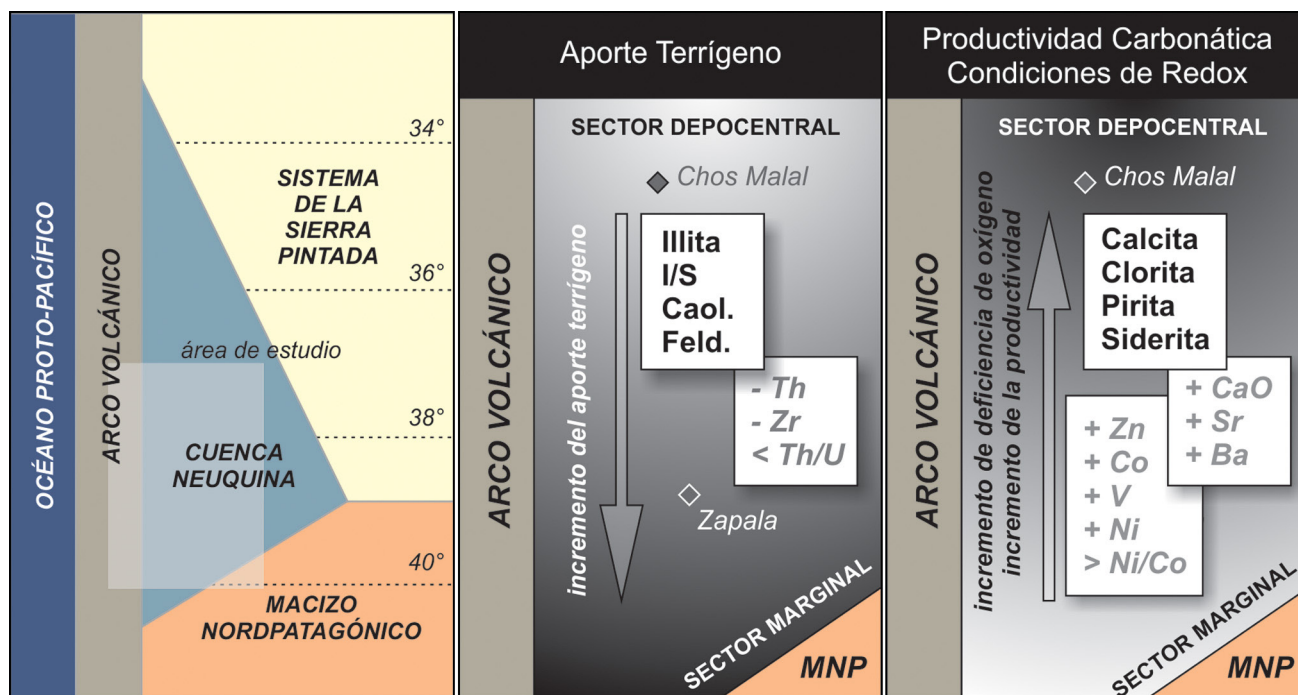 OCÉANO PROTO-PACÍFICO
ARCO VOLCÁNICO
34°
SISTEMA
DE LA
SIERRA
PINTADA
36°
área de estudio
38°
CUENCA
NEUQUINA
40°
MACIZO
NORDPATAGÓNICO
Aporte Terrígeno
ARCO VOLCÁNICO
SECTOR DEPOCENTRAL
Chos Malal
incremento del aporte terrígeno
Illita
I/S
Caol.
Feld.
- Th
- Zr
< Th/U
Zapala
SECTOR MARGINAL
MNP
Productividad Carbonática
Condiciones de Redox
ARCO VOLCÁNICO
SECTOR DEPOCENTRAL
Chos Malal
incremento de deficiencia de oxígeno
incremento de la productividad
Calcita
Clorita
Pirita
Siderita
+ CaO
+ Sr
+ Ba
+ Zn
+ Co
+ V
+ Ni
> Ni/Co
SECTOR MARGINAL
MNP